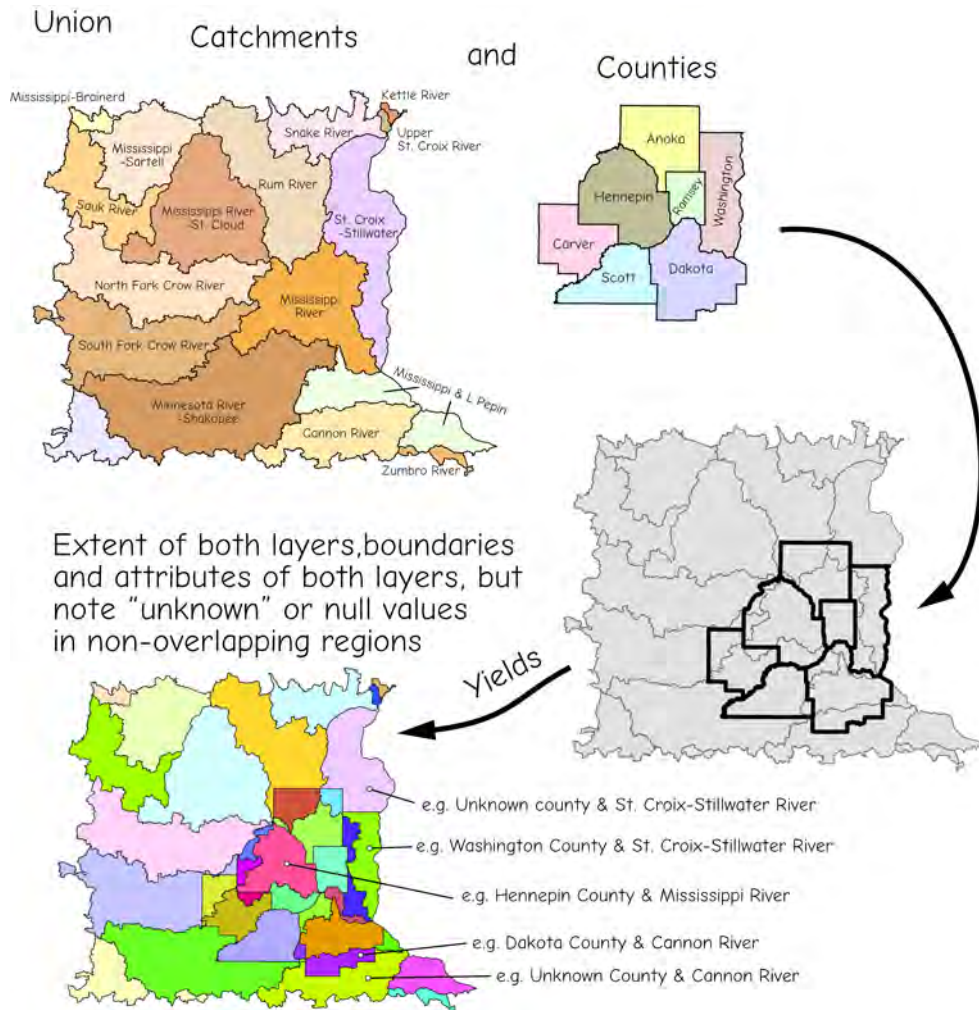 Union
Catchments
and
Counties
Mississippi-Brainerd
Kettle River
Snake River
Upper
St. Croix River
Mississippi
-Sartell
Rum River
Sauk River
Mississippi River
-St. Cloud
St. Croix
-Stillwater
North Fork Crow River
Mississippi
River
South Fork Crow River
Mississippi & L Pepin
Minnesota River
-Shakopee
Cannon River
Zumbro River
Anoka
Washington
Hennepin
Ramsey
Carver
Scott
Dakota
Extent of both layers,boundaries
and attributes of both layers, but
note “unknown” or null values
in non-overlapping regions
Yields
e.g. Unknown county & St. Croix-Stillwater River
e.g. Washington County & St. Croix-Stillwater River
e.g. Hennepin County & Mississippi River
e.g. Dakota County & Cannon River
e.g. Unknown County & Cannon River